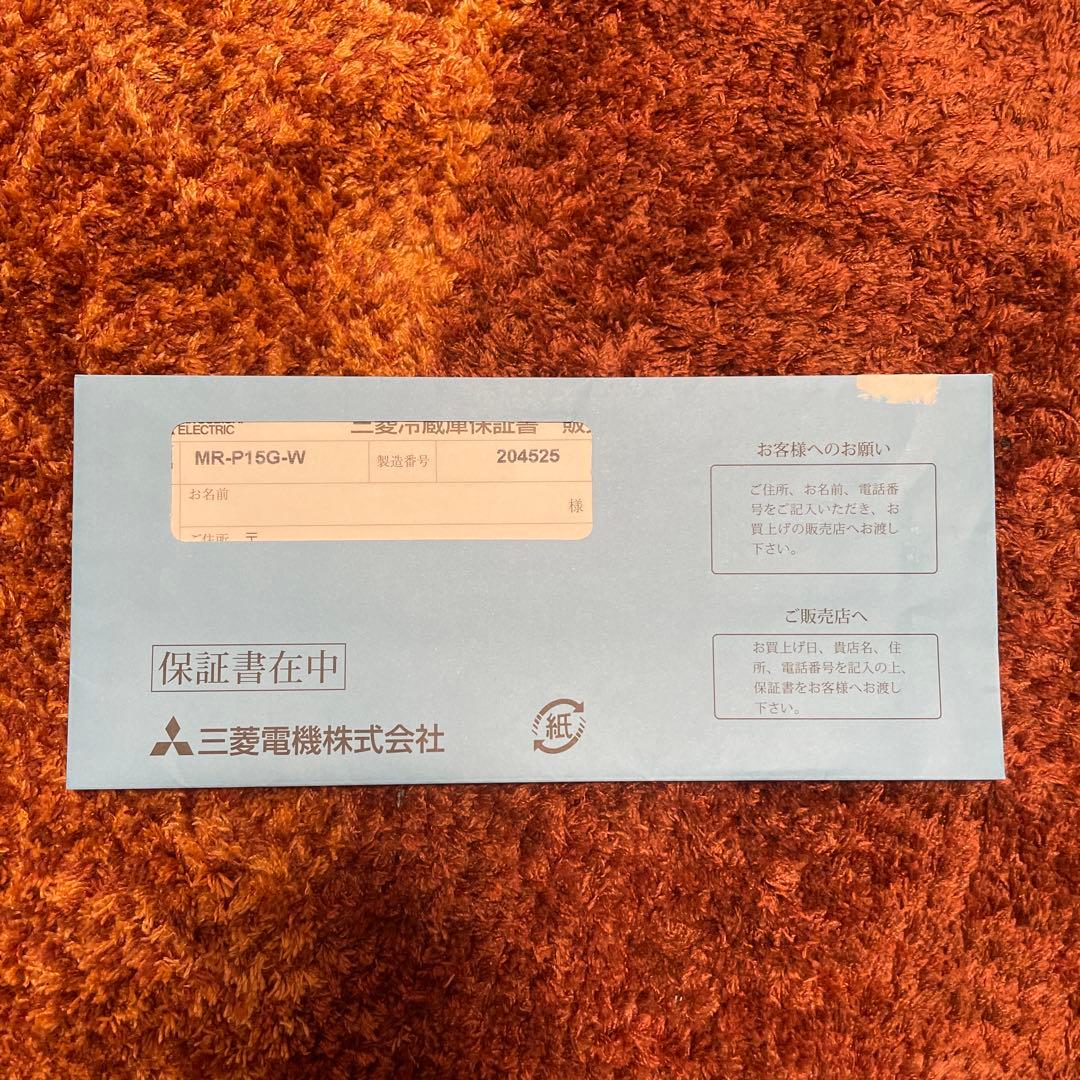 ELECTRIC 三菱冷蔵庫保証書 販
MR-P15G-W 製造番号 204525
お名前
様
ご住所 〒
保証書在中
三菱電機株式会社
紙
お客様へのお願い
ご住所、お名前、電話番
号をご記入いただき、お
買上げの販売店へお渡し
下さい。
ご販売店へ
お買上げ日、貴店名、住
所、電話番号を記入の上、
保証書をお客様へお渡し
下さい。